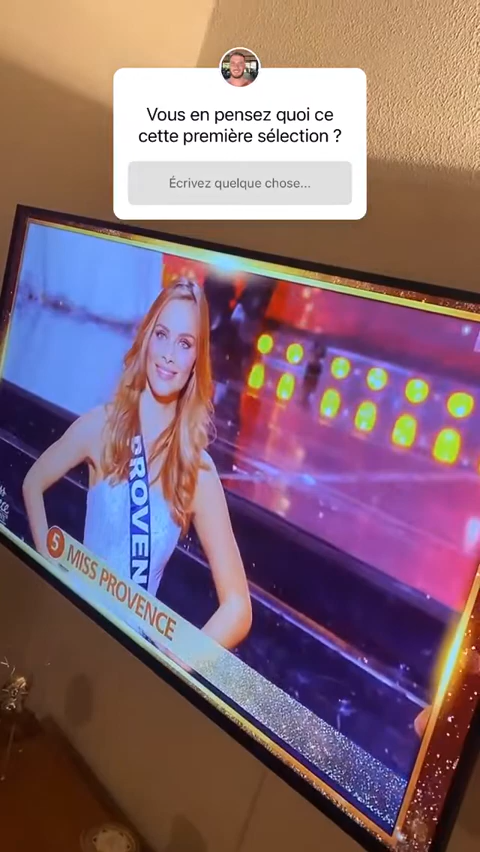 Vous en pensez quoi ce
cette première sélection ?
Écrivez quelque chose...
PROVEN
5 MISS PROVENCE